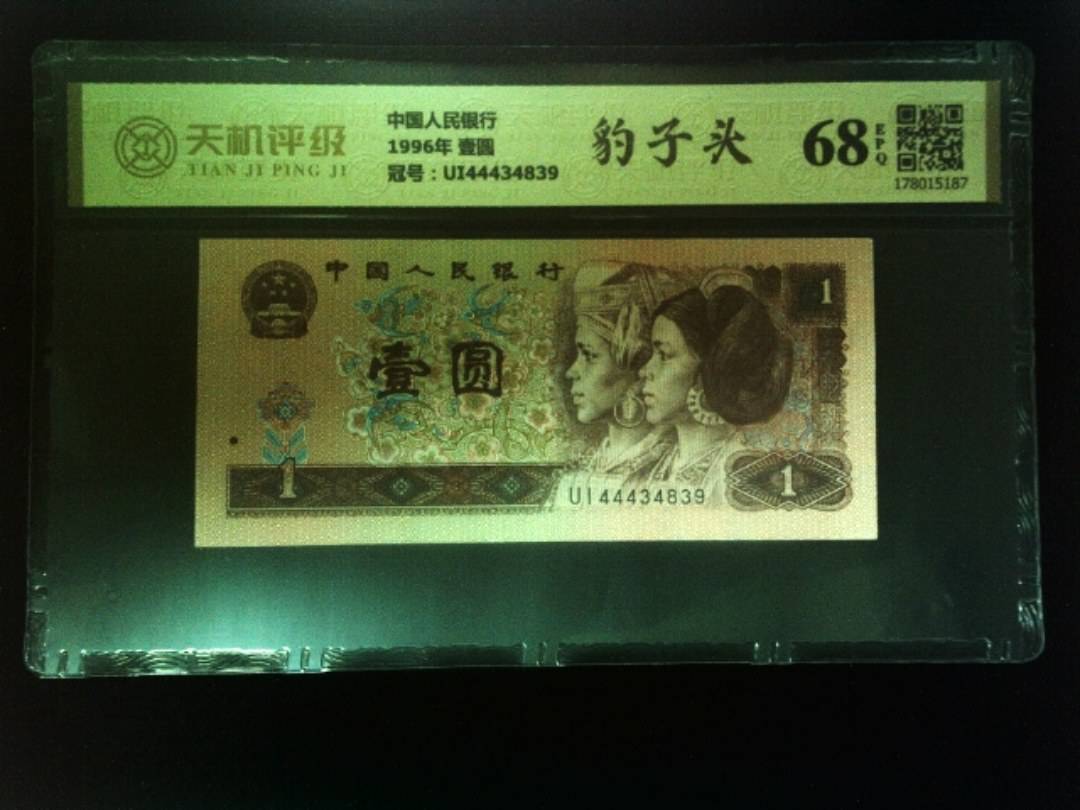 天机评级
TIAN JI PING JI
中国人民银行
1996年 壹圆
冠号：UI44434839
豹子头
68
EPQ
178015187
中国人民银行
1
壹圆
1
UI44434839
1